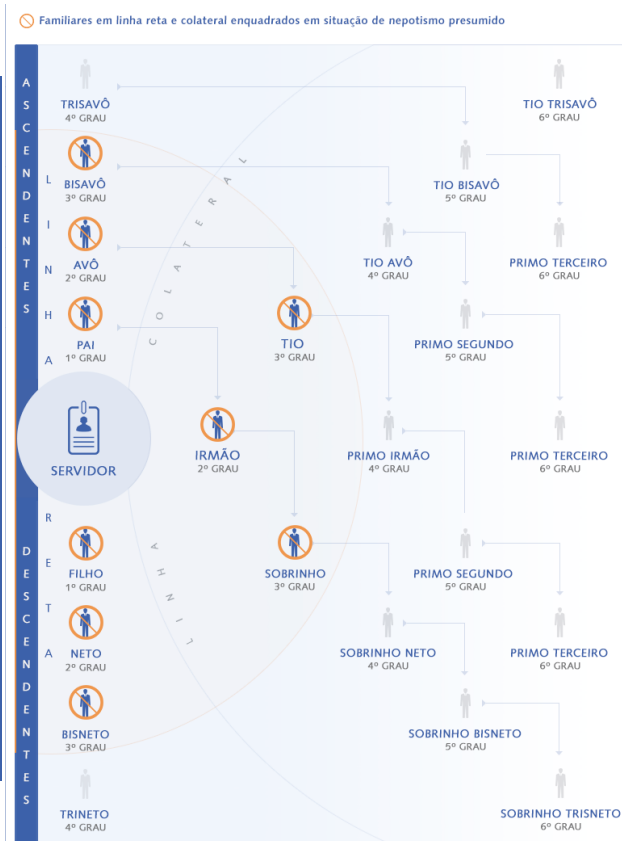 Familiares em linha reta e colateral enquadrados em situação de nepotismo presumido
ASCENDENTES
LINHA RETA
LINHA COLATERAL
TRISAVÔ
4º GRAU
TIO TRISAVÔ
6º GRAU
BISAVÔ
3º GRAU
TIO BISAVÔ
5º GRAU
AVÔ
2º GRAU
TIO AVÔ
4º GRAU
PRIMO TERCEIRO
6º GRAU
PAI
1º GRAU
TIO
3º GRAU
PRIMO SEGUNDO
5º GRAU
SERVIDOR
IRMÃO
2º GRAU
PRIMO IRMÃO
4º GRAU
PRIMO TERCEIRO
6º GRAU
DESCENDENTES
FILHO
1º GRAU
SOBRINHO
3º GRAU
PRIMO SEGUNDO
5º GRAU
NETO
2º GRAU
SOBRINHO NETO
4º GRAU
PRIMO TERCEIRO
6º GRAU
BISNETO
3º GRAU
SOBRINHO BISNETO
5º GRAU
TRINETO
4º GRAU
SOBRINHO TRISNETO
6º GRAU